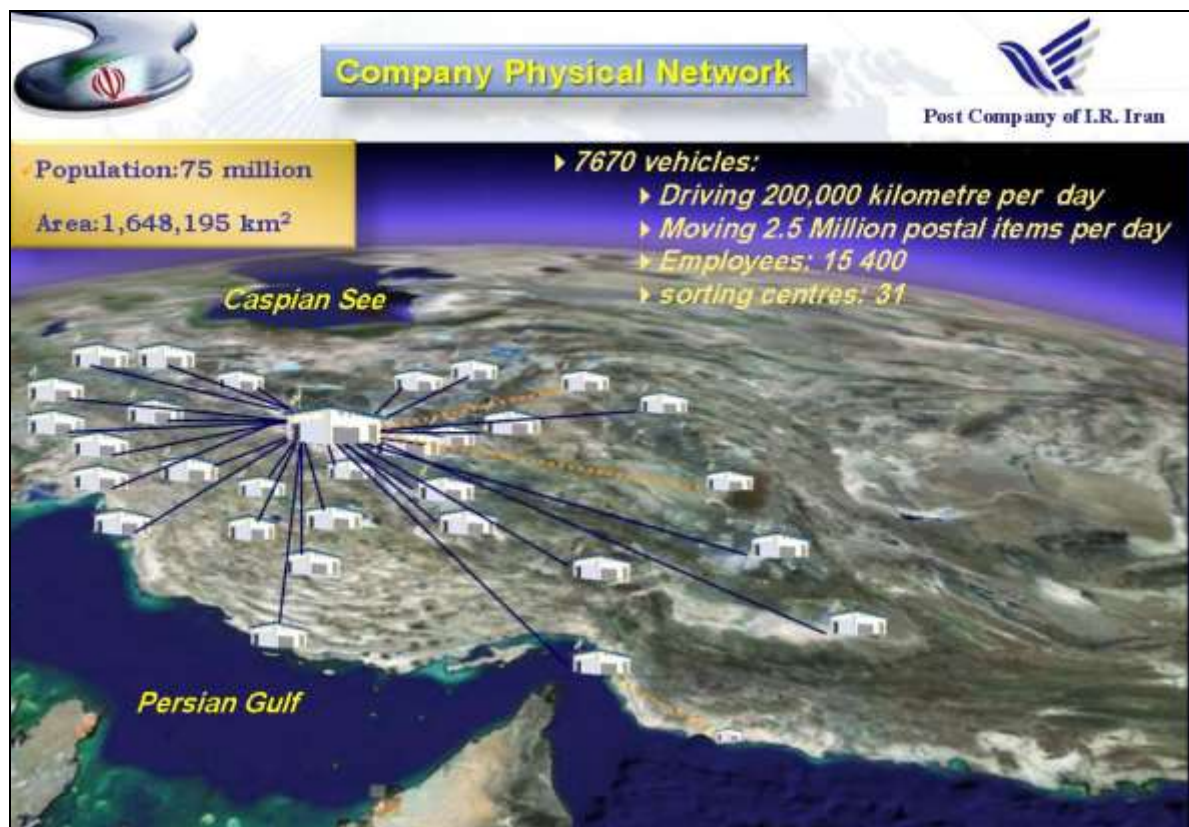 Company Physical Network
Post Company of I.R. Iran
Population:75 million
Area:1,648,195 km²
7670 vehicles:
Driving 200,000 kilometre per day
Moving 2.5 Million postal items per day
Employees: 15 400
sorting centres: 31
Caspian See
Persian Gulf